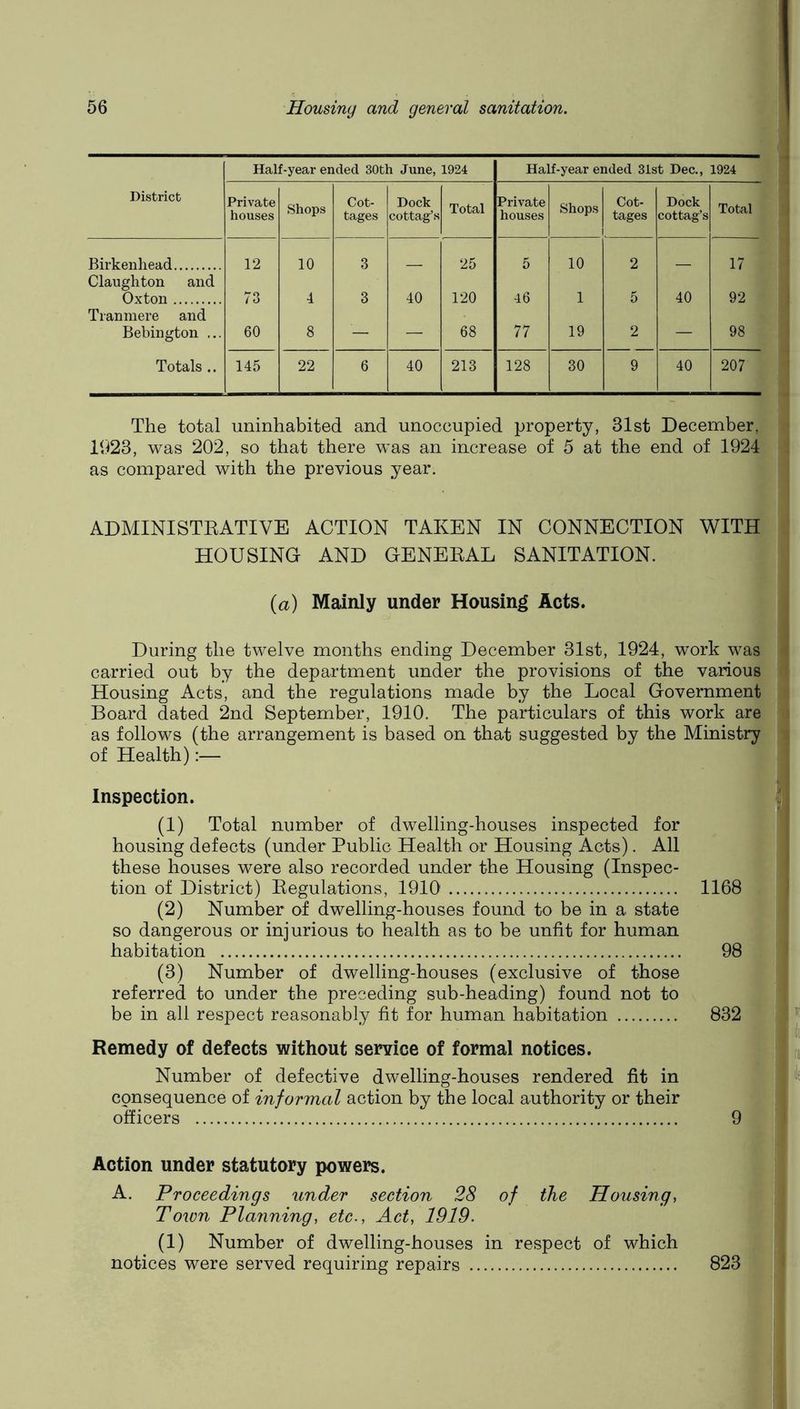 56 Housing and general sanitation.
District | Half-year ended 30th June, 1924 | Half-year ended 31st Dec., 1924
Private houses | Shops | Cot- tages | Dock cottag's | Total | Private houses | Shops | Cot- tages | Dock cottag's | Total
Birkenhead......... | 12 | 10 | 3 | — | 25 | 5 | 10 | 2 | — | 17
Claughton and
Oxton ......... | 73 | 4 | 3 | 40 | 120 | 46 | 1 | 5 | 40 | 92
Tranmere and
Bebington ... | 60 | 8 | — | — | 68 | 77 | 19 | 2 | — | 98
Totals .. | 145 | 22 | 6 | 40 | 213 | 128 | 30 | 9 | 40 | 207
The total uninhabited and unoccupied property, 31st December,
1923, was 202, so that there was an increase of 5 at the end of 1924
as compared with the previous year.
ADMINISTRATIVE ACTION TAKEN IN CONNECTION WITH
HOUSING AND GENERAL SANITATION.
(a) Mainly under Housing Acts.
During the twelve months ending December 31st, 1924, work was
carried out by the department under the provisions of the various
Housing Acts, and the regulations made by the Local Government
Board dated 2nd September, 1910. The particulars of this work are
as follows (the arrangement is based on that suggested by the Ministry
of Health) :—
Inspection.
(1) Total number of dwelling-houses inspected for
housing defects (under Public Health or Housing Acts). All
these houses were also recorded under the Housing (Inspec-
tion of District) Regulations, 1910 .................................. 1168
(2) Number of dwelling-houses found to be in a state
so dangerous or injurious to health as to be unfit for human
habitation .................................................................. 98
(3) Number of dwelling-houses (exclusive of those
referred to under the preceding sub-heading) found not to
be in all respect reasonably fit for human habitation ......... 832
Remedy of defects without service of formal notices.
Number of defective dwelling-houses rendered fit in
consequence of informal action by the local authority or their
officers ...................................................................... 9
Action under statutory powers.
A. Proceedings under section 28 of the Housing,
Town Planning, etc., Act, 1919.
(1) Number of dwelling-houses in respect of which
notices were served requiring repairs .............................. 823